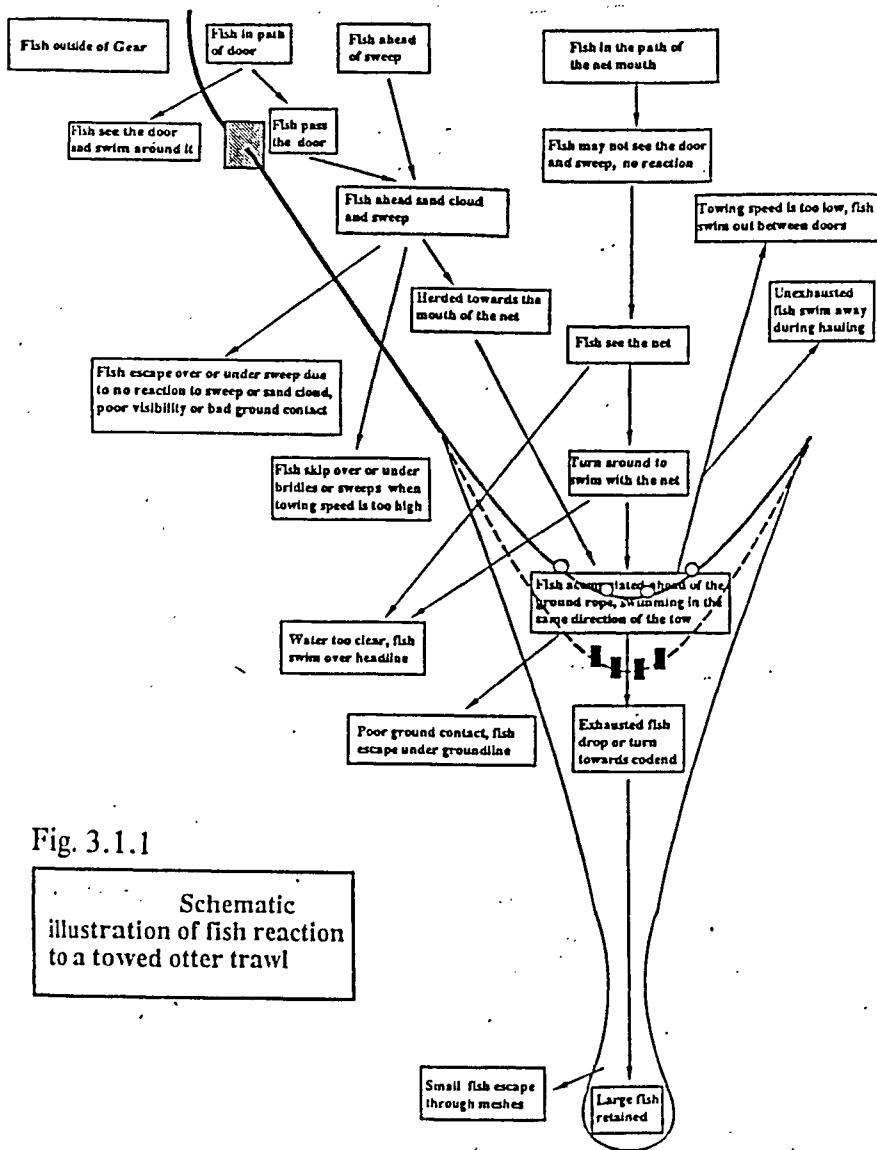 Fish outside of Gear
Fish in path
of door
Fish ahead
of sweep
Fish in the path of
the net mouth
Fish see the door
and swim around it
Fish pass
the door
Fish may not see the door
and sweep, no reaction
Fish ahead sand cloud
and sweep
Towing speed is too low, fish
swim out between doors
Herded towards the
mouth of the net
Unexhausted
fish swim away
during hauling
Fish see the net
Fish escape over or under sweep due
to no reaction to sweep or sand cloud,
poor visibility or bad ground contact
Fish skip over or under
bridles or sweeps when
towing speed is too high
Turn around to
swim with the net
Fish acumulated ahead of the
ground rope, swimming in the
same direction of the tow
Water too clear, fish
swim over headline
Poor ground contact, fish
escape under groundline
Exhausted fish
drop or turn
towards codend
Fig. 3.1.1
Schematic
illustration of fish reaction
to a towed otter trawl
Small fish escape
through meshes
Large fish
retained